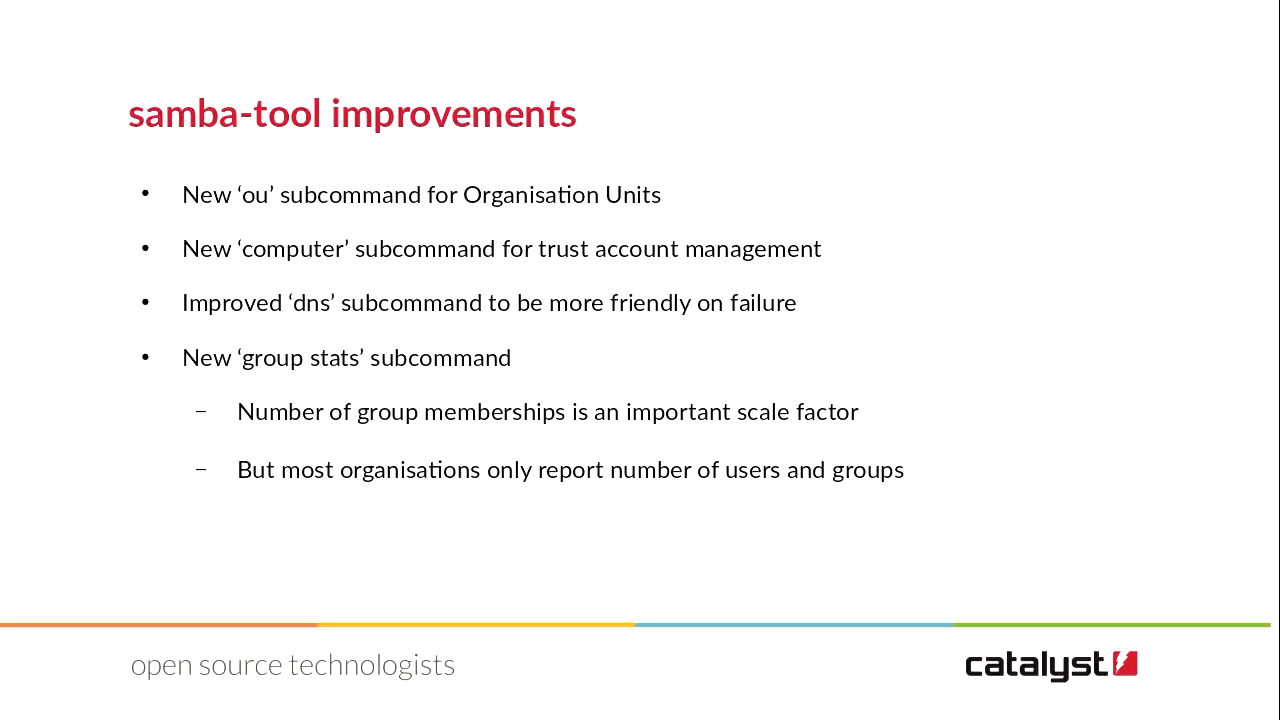 samba-tool improvements
• New ‘ou’ subcommand for Organisation Units
• New ‘computer’ subcommand for trust account management
• Improved ‘dns’ subcommand to be more friendly on failure
• New ‘group stats’ subcommand
– Number of group memberships is an important scale factor
– But most organisations only report number of users and groups
open source technologists
catalyst